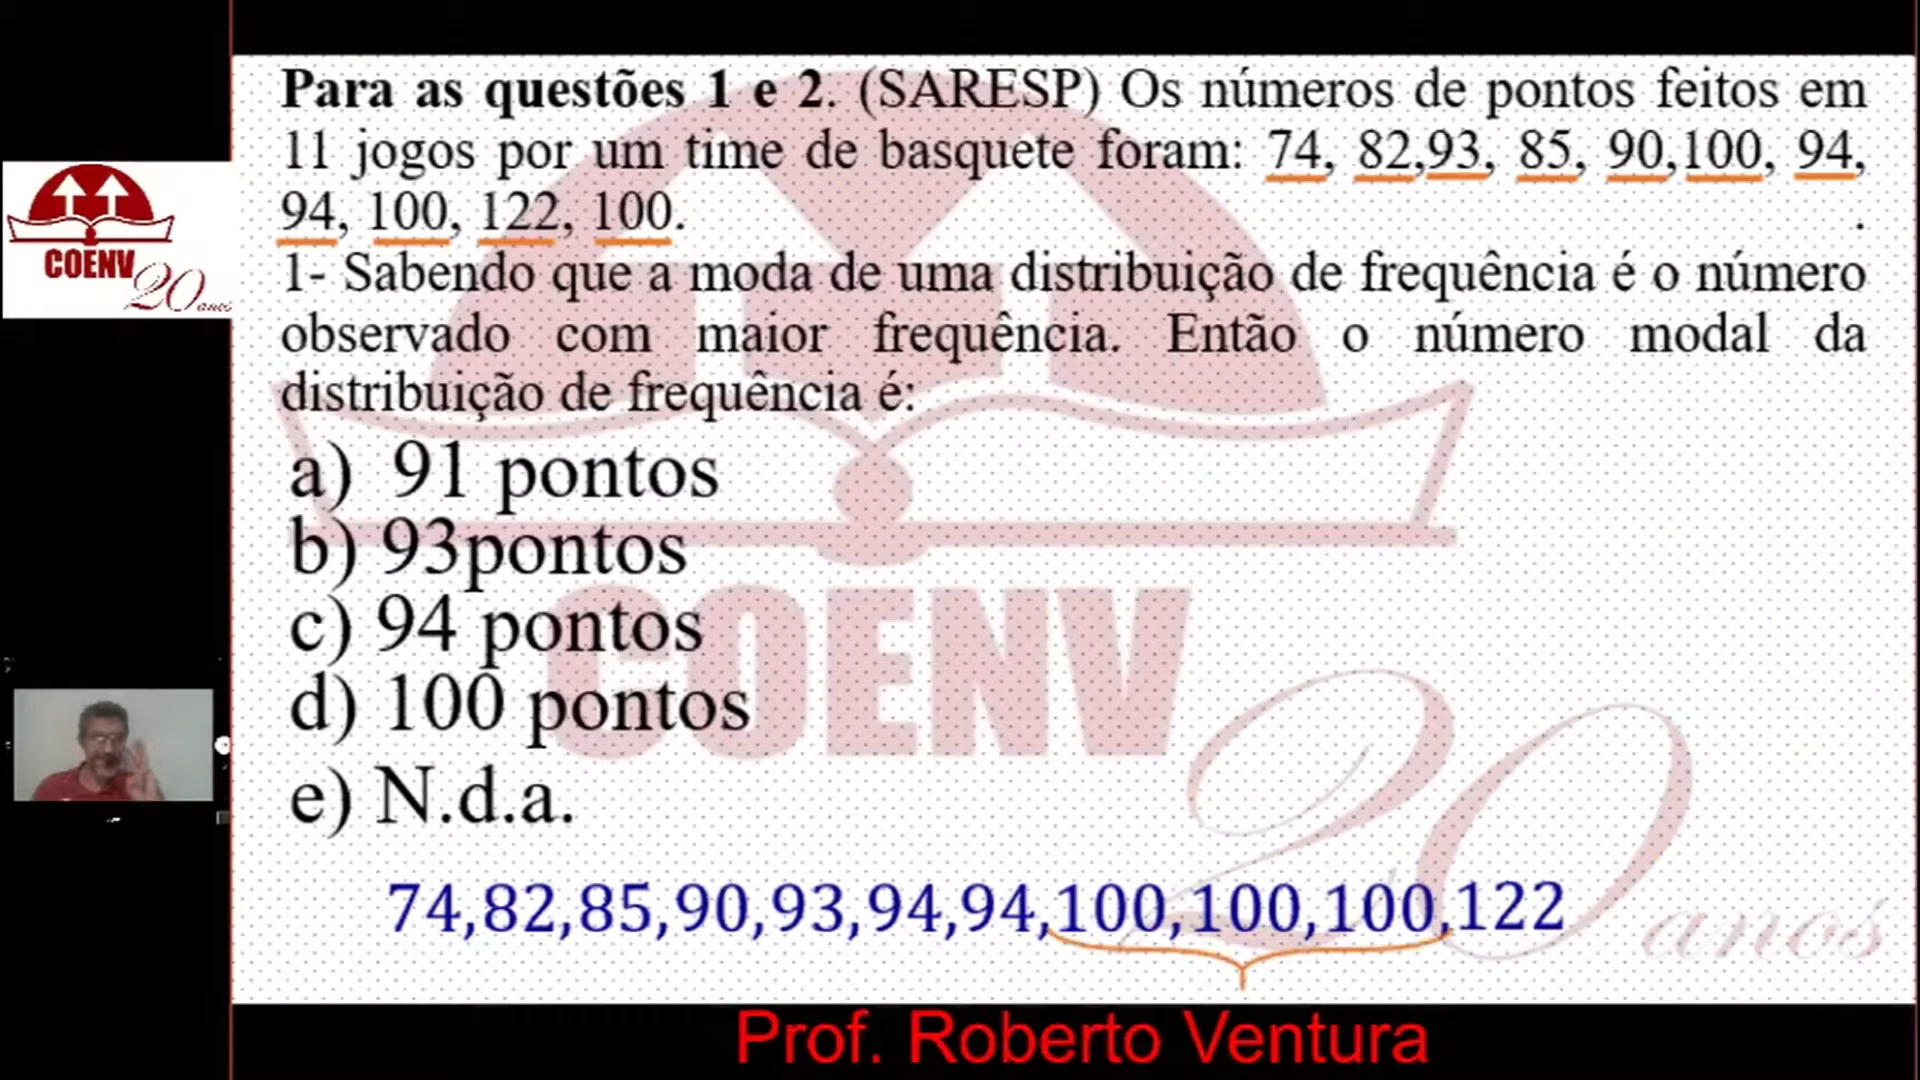 Para as questões 1 e 2. (SARESP) Os números de pontos feitos em
11 jogos por um time de basquete foram: 74, 82,93, 85, 90,100, 94,
94, 100, 122, 100. .
1- Sabendo que a moda de uma distribuição de frequência é o número
observado com maior frequência. Então o número modal da
distribuição de frequência é:
a) 91 pontos
b) 93pontos
c) 94 pontos
d) 100 pontos
e) N.d.a.
74,82,85,90,93,94,94,100,100,100,122
Prof. Roberto Ventura
COENV
20 anos
COENV
20 anos